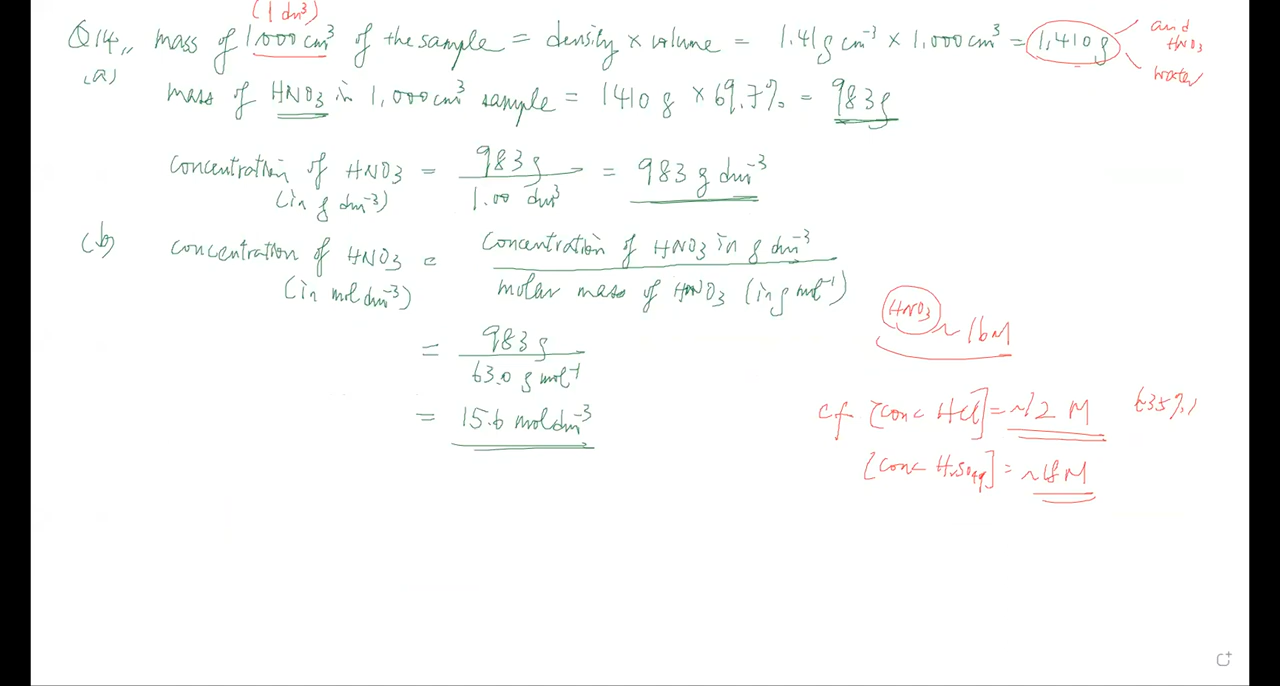 (1 dm³)
Q14,, mass of 1.000 cm³ of the sample = density × volume = 1.41 g cm⁻³ × 1,000 cm³ = 1,410 g
and HNO3
water
(a)
mass of HNO3 in 1,000 cm³ sample = 1410 g × 69.7% = 983g
concentration of HNO3 = 983 g / 1.00 dm³ = 983 g dm⁻³
(in g dm⁻³)
(b) concentration of HNO3 = concentration of HNO3 in g dm⁻³ / molar mass of HNO3 (in g mol⁻¹)
(in mol dm⁻³)
= 983 g / 63.0 g mol⁻¹
= 15.6 mol dm⁻³
HNO3 ~ 16M
cf [conc HCl] = ~12 M
[conc H2SO4] = ~18 M